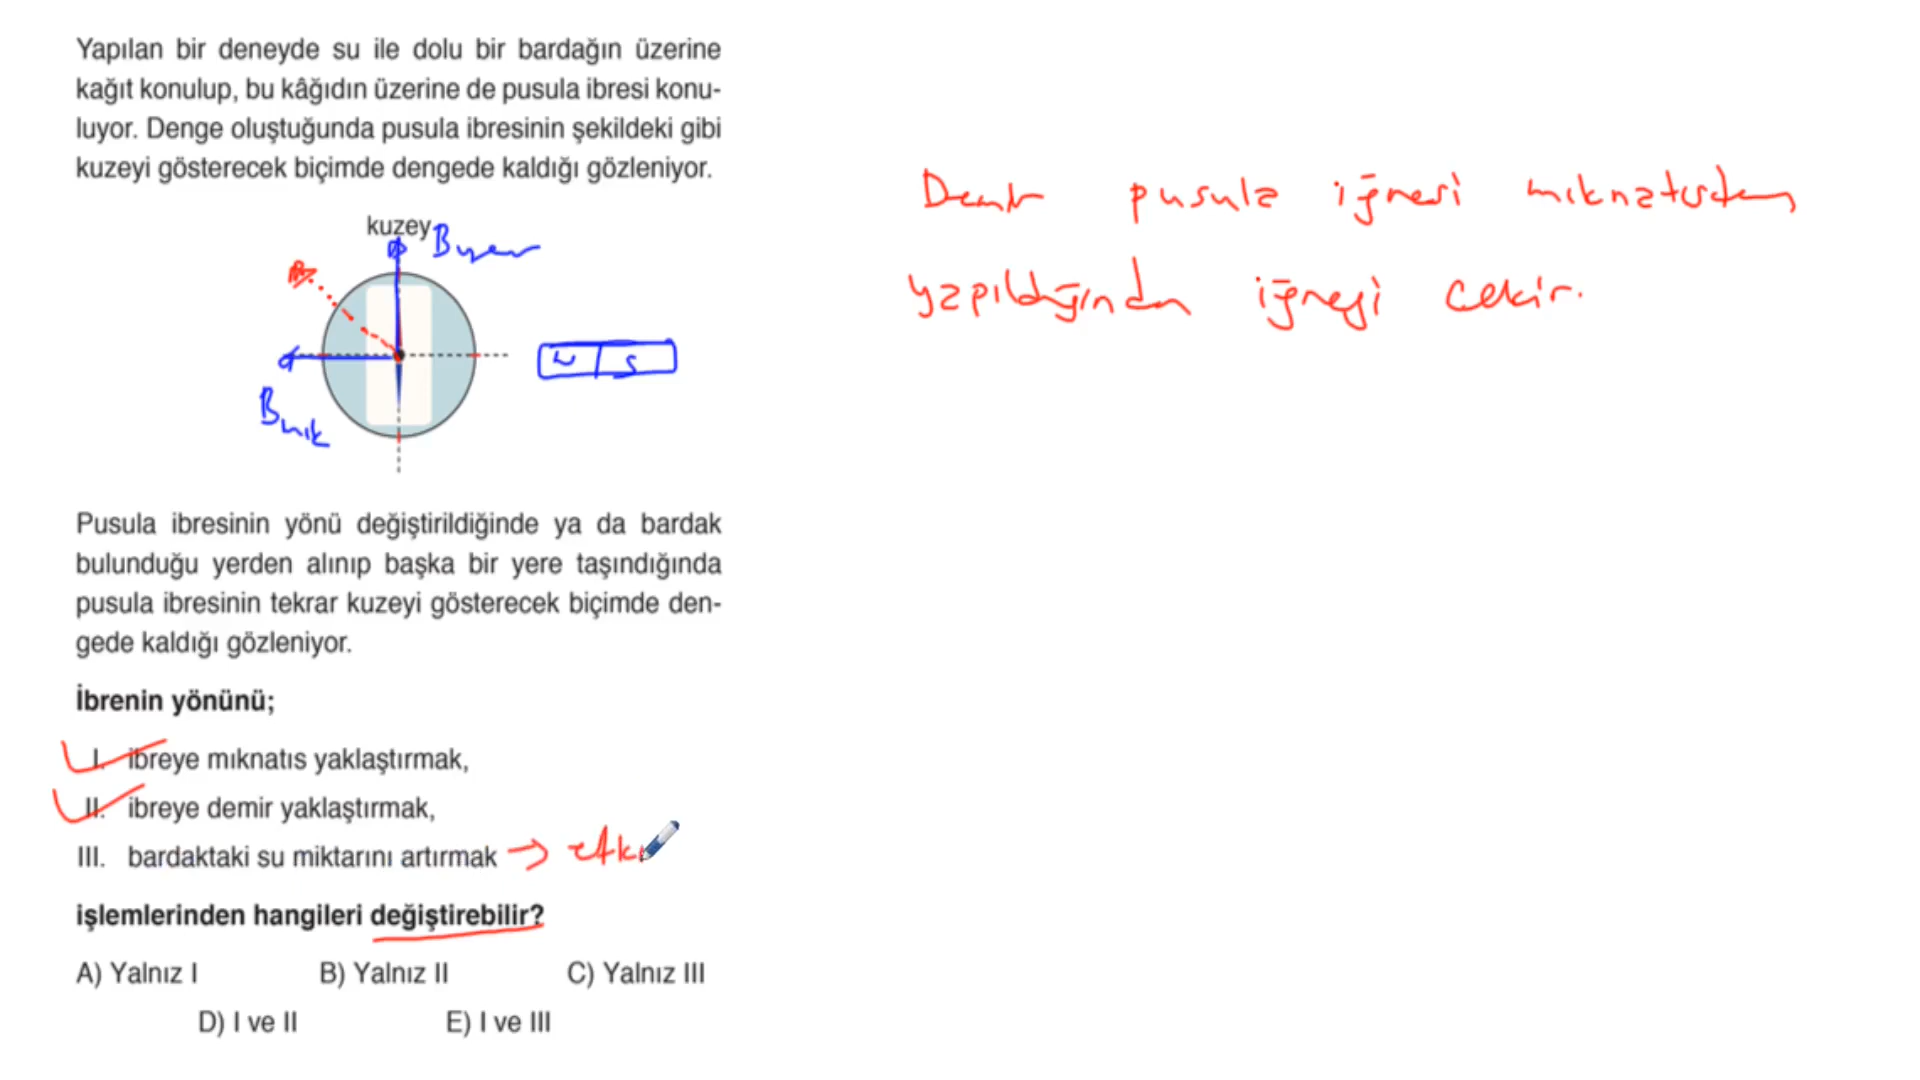 Yapılan bir deneyde su ile dolu bir bardağın üzerine
kağıt konulup, bu kâğıdın üzerine de pusula ibresi konu-
luyor. Denge oluştuğunda pusula ibresinin şekildeki gibi
kuzeyi gösterecek biçimde dengede kaldığı gözleniyor.
Demir pusula iğnesi mıknatıstan
yapıldığından iğneyi çekir.
kuzey
B yer
N S
B mık
Pusula ibresinin yönü değiştirildiğinde ya da bardak
bulunduğu yerden alınıp başka bir yere taşındığında
pusula ibresinin tekrar kuzeyi gösterecek biçimde den-
gede kaldığı gözleniyor.
İbrenin yönünü;
I. ibreye mıknatıs yaklaştırmak,
II. ibreye demir yaklaştırmak,
III. bardaktaki su miktarını artırmak → etki
işlemlerinden hangileri değiştirebilir?
A) Yalnız I B) Yalnız II C) Yalnız III
D) I ve II E) I ve III